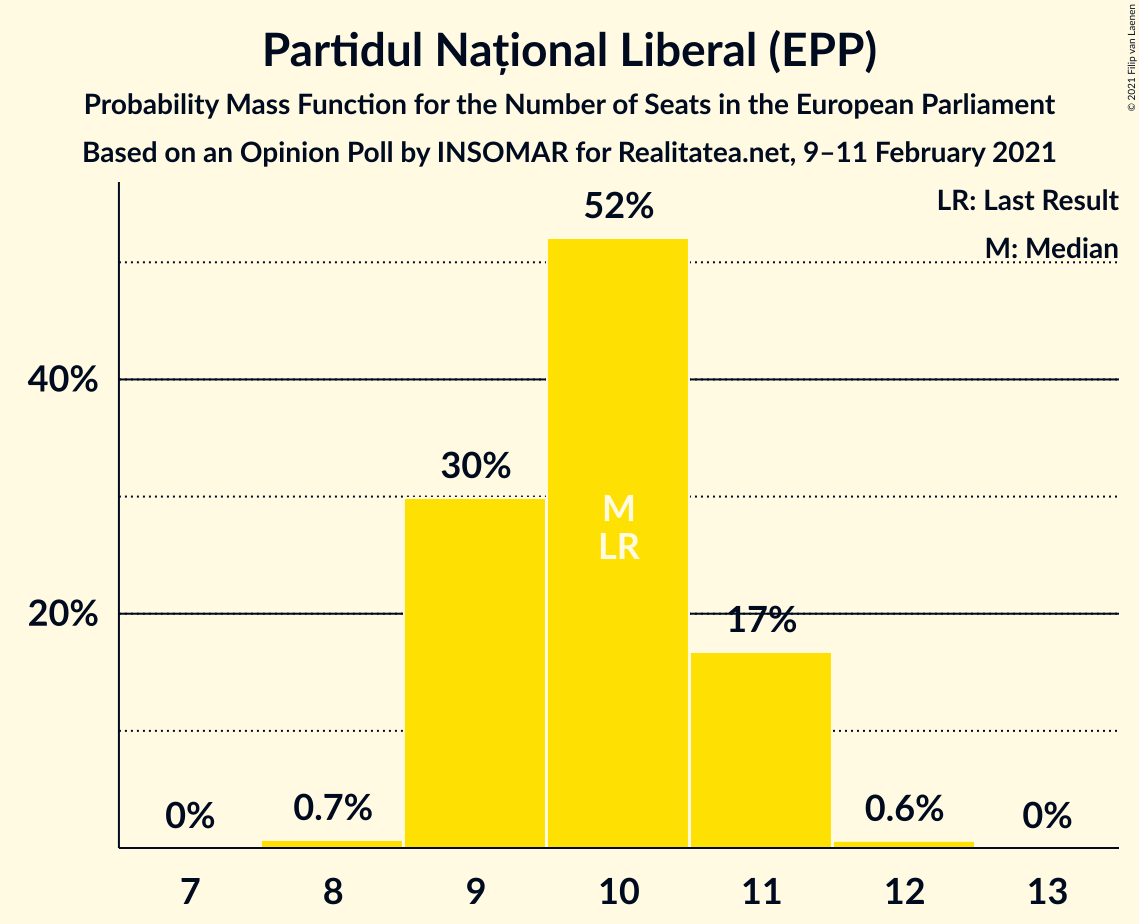 Partidul Național Liberal (EPP)
Probability Mass Function for the Number of Seats in the European Parliament
Based on an Opinion Poll by INSOMAR for Realitatea.net, 9–11 February 2021
© 2021 Filip van Laenen
LR: Last Result
M: Median
52%
40%
30%
M
LR
20%
17%
0%
0.7%
0.6%
0%
7
8
9
10
11
12
13